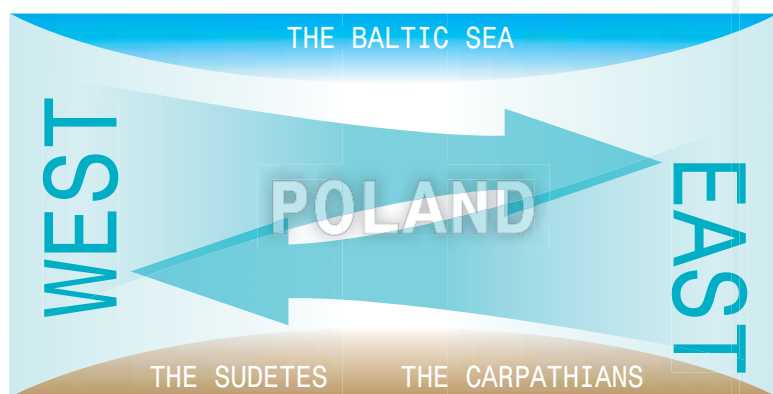 THE BALTIC SEA
WEST
POLAND
EAST
THE SUDETES
THE CARPATHIANS